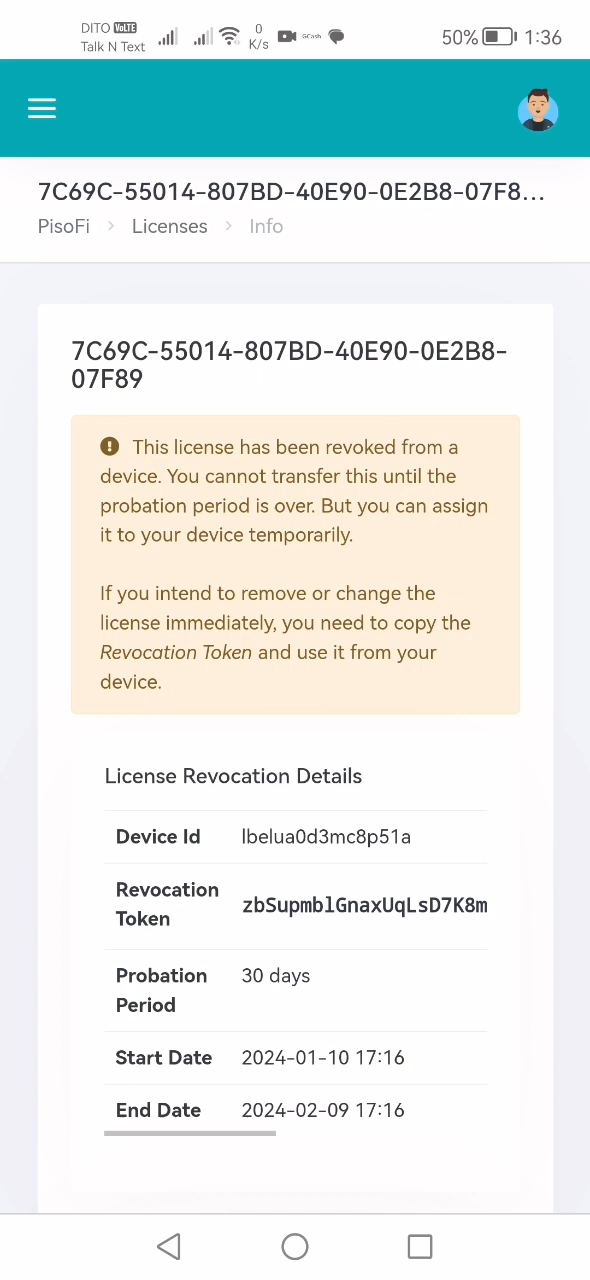 DITO VoLTE
Talk N Text
0
K/s
GCash
50%
1:36
7C69C-55014-807BD-40E90-0E2B8-07F8...
PisoFi > Licenses > Info
7C69C-55014-807BD-40E90-0E2B8-
07F89
This license has been revoked from a
device. You cannot transfer this until the
probation period is over. But you can assign
it to your device temporarily.
If you intend to remove or change the
license immediately, you need to copy the
Revocation Token and use it from your
device.
License Revocation Details
Device Id lbelua0d3mc8p51a
Revocation
Token
zbSupmblGnaxUqLsD7K8m
Probation
Period
30 days
Start Date 2024-01-10 17:16
End Date 2024-02-09 17:16